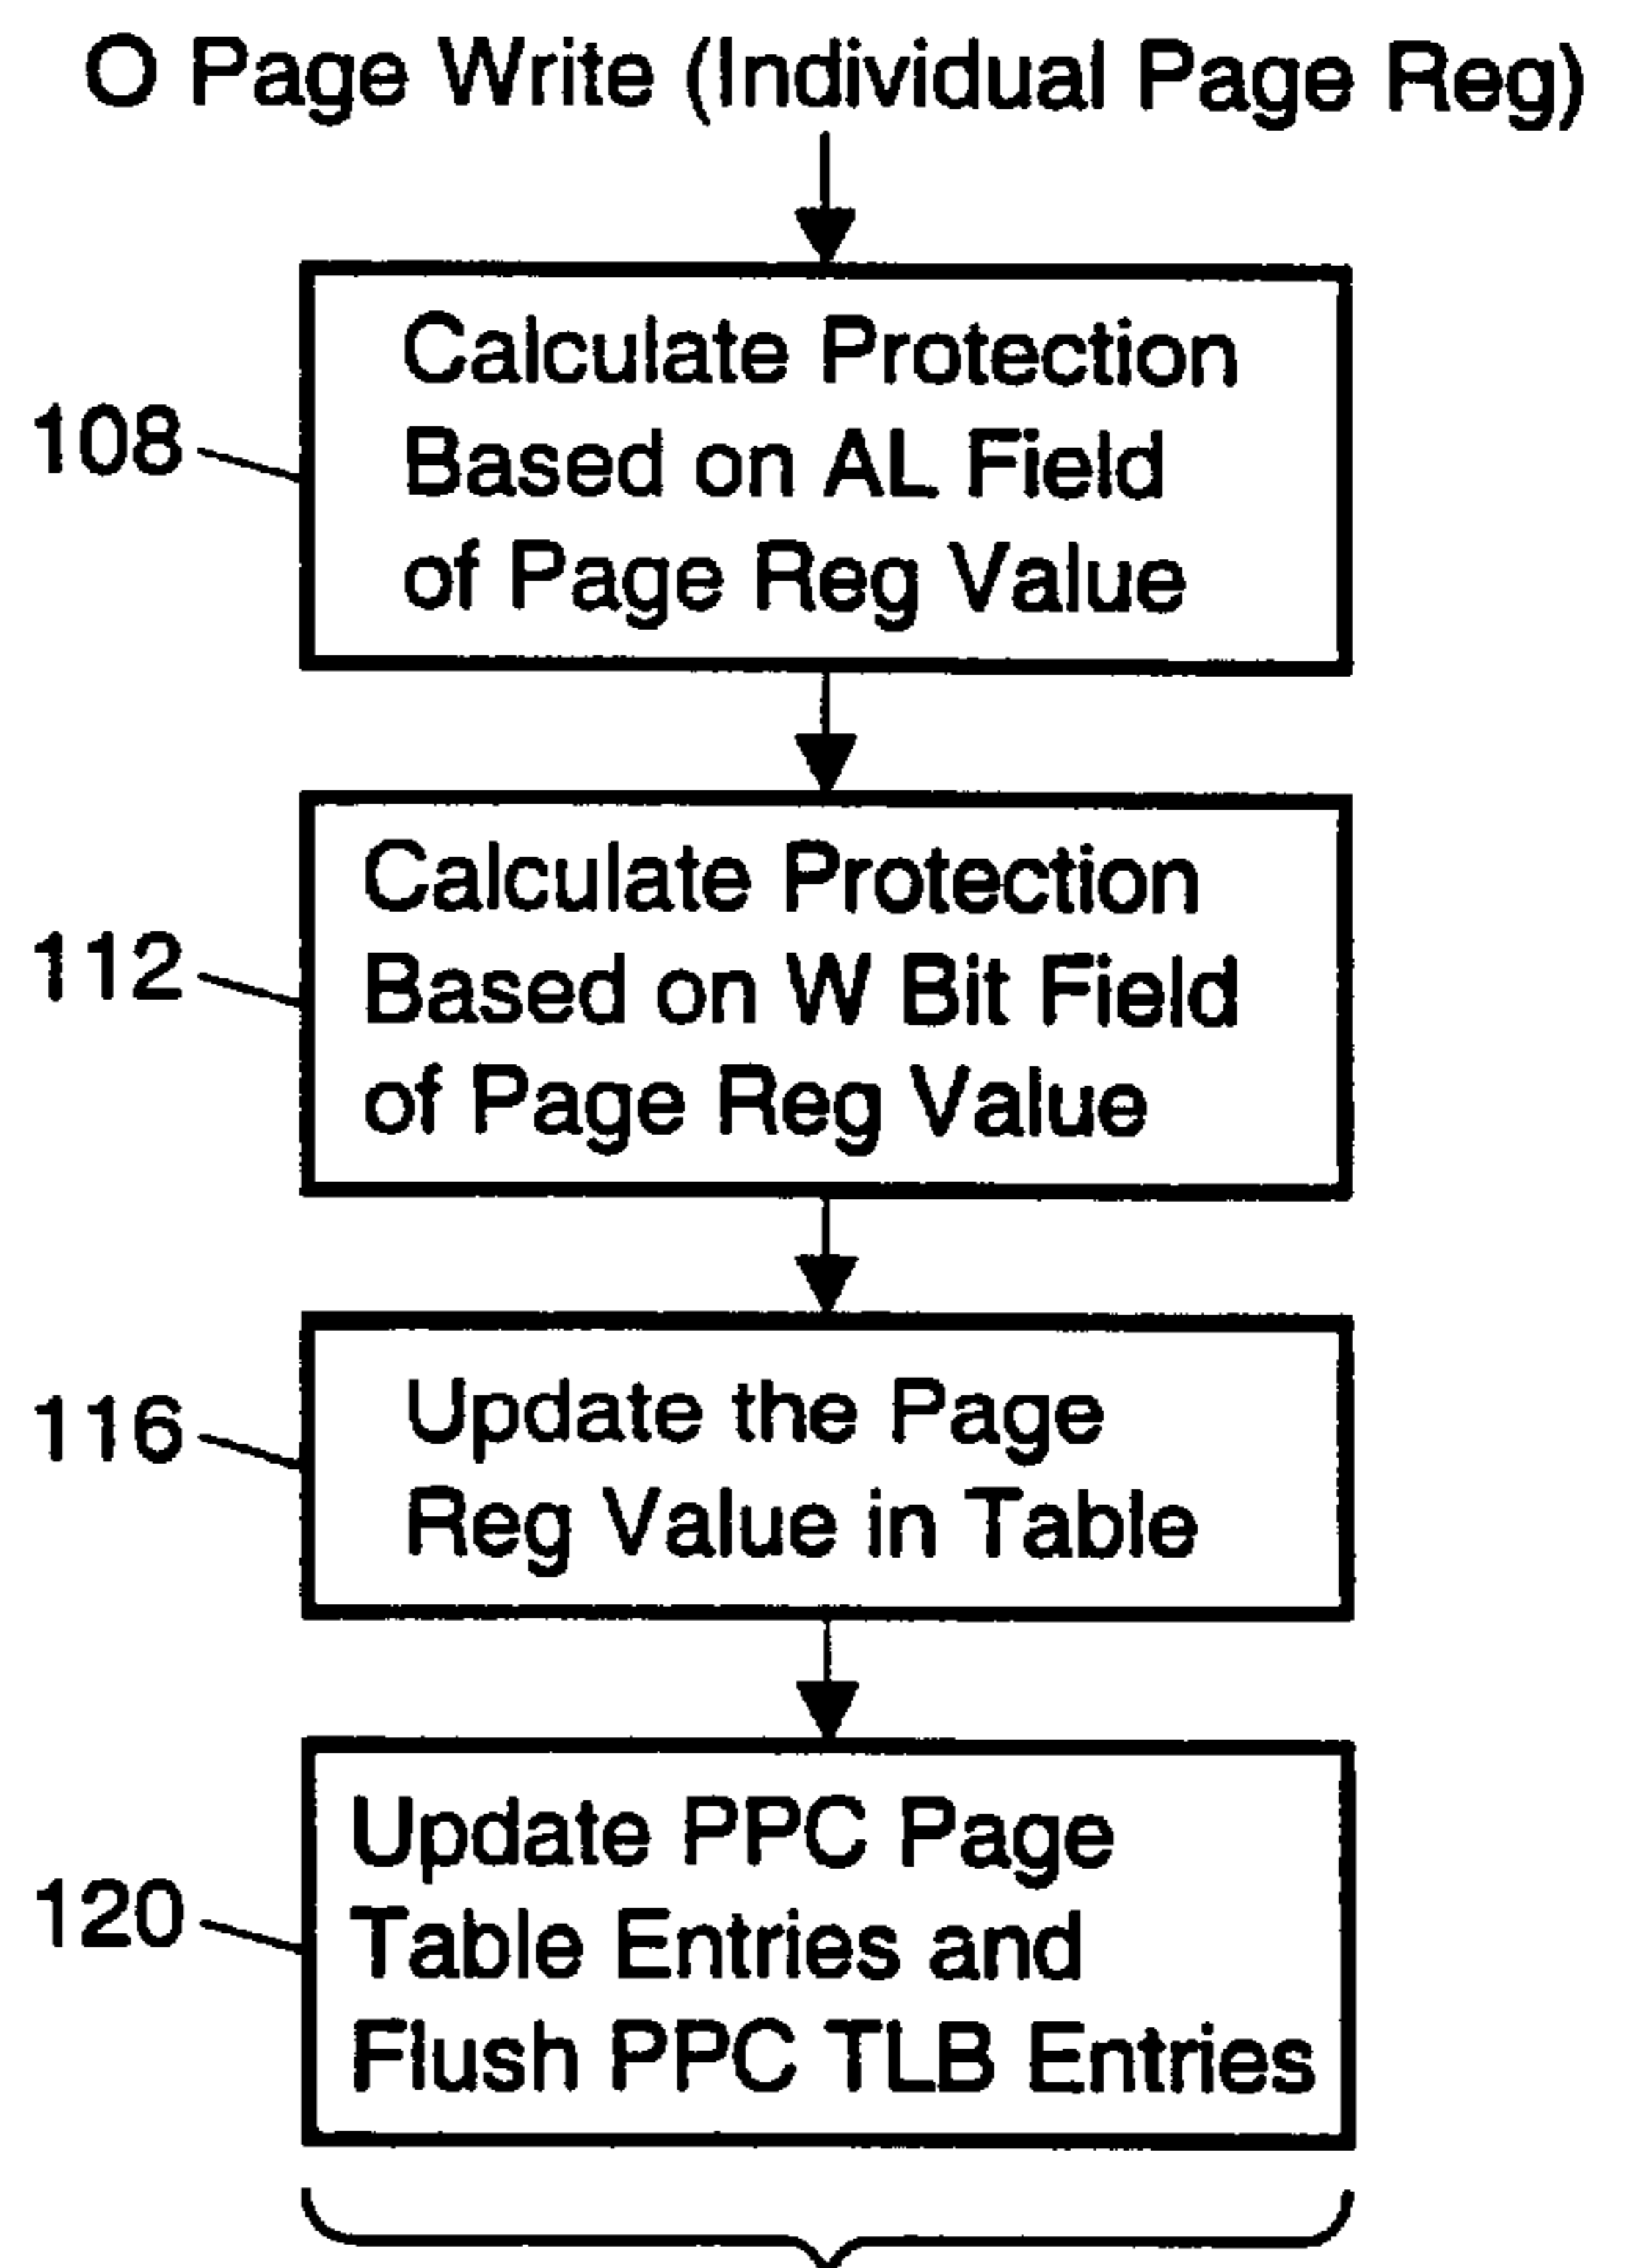 O Page Write (Individual Page Reg)
Calculate Protection
Based on AL Field
of Page Reg Value
108
Calculate Protection
Based on W Bit Field
of Page Reg Value
112
Update the Page
Reg Value in Table
116
Update PPC Page
Table Entries and
Flush PPC TLB Entries
120